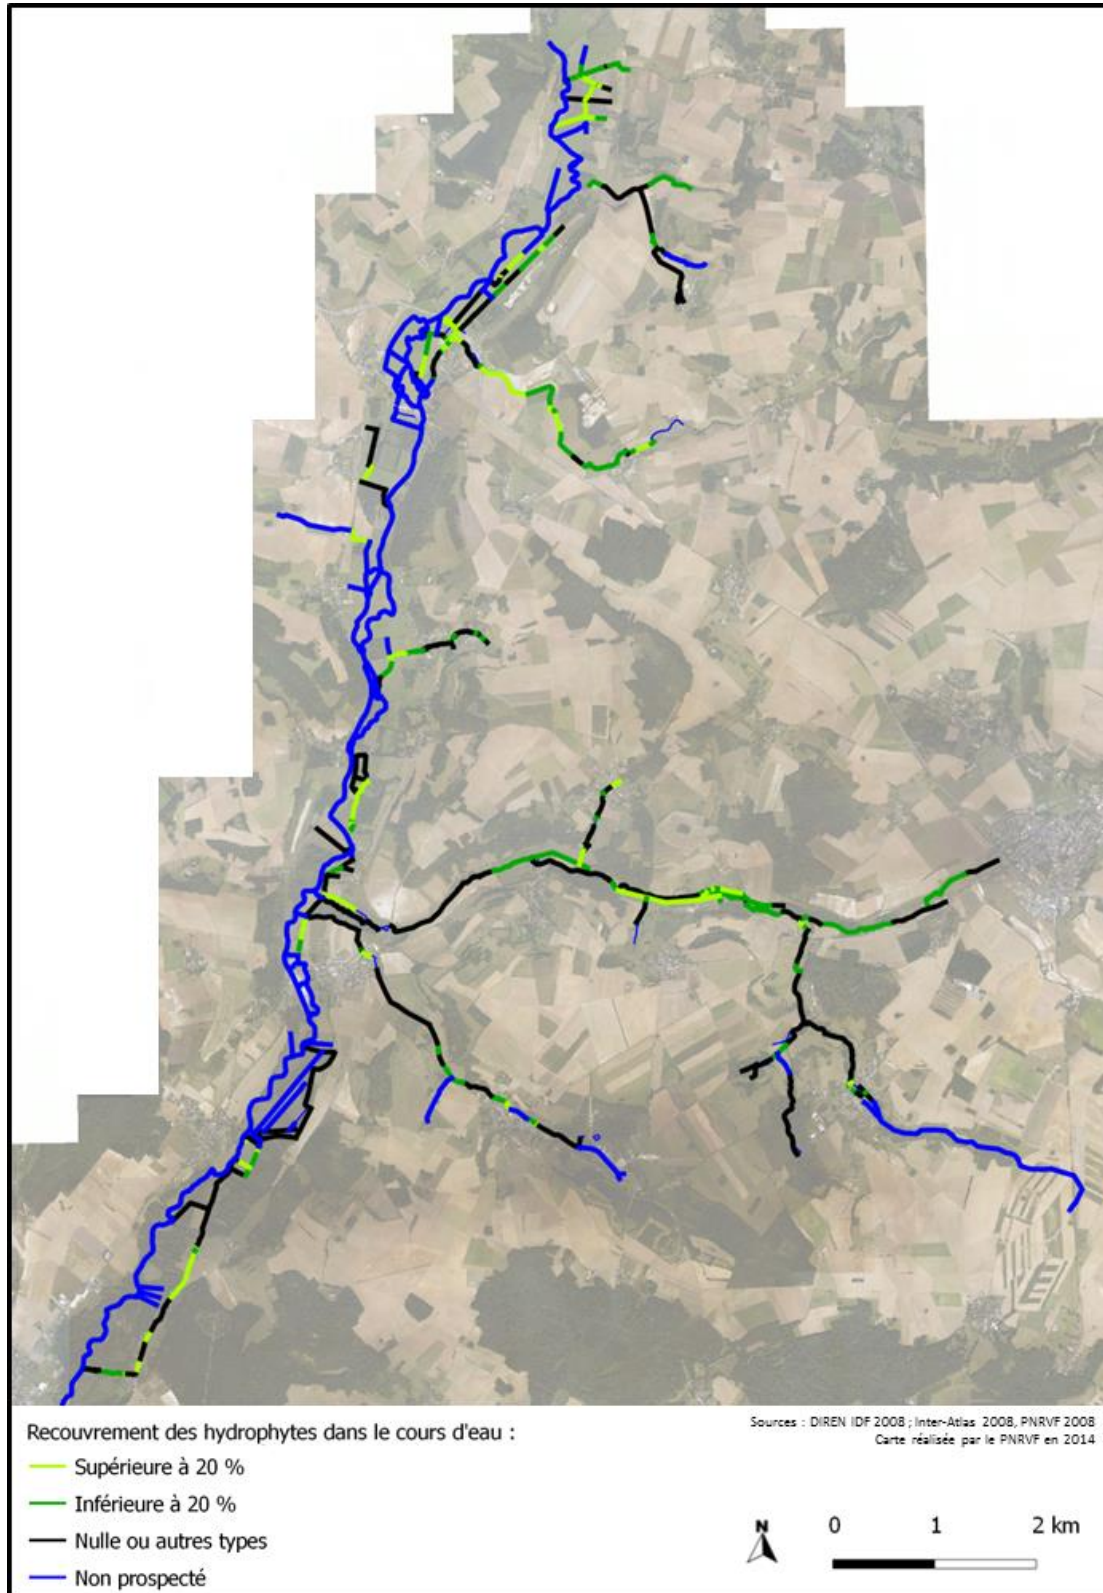 Recouvrement des hydrophytes dans le cours d'eau :
Supérieure à 20 %
Inférieure à 20 %
Nulle ou autres types
Non prospecté
Sources : DIREN IDF 2008 ; Inter-Atlas 2008, PNRVF 2008
Carte réalisée par le PNRVF en 2014
N
0 1 2 km